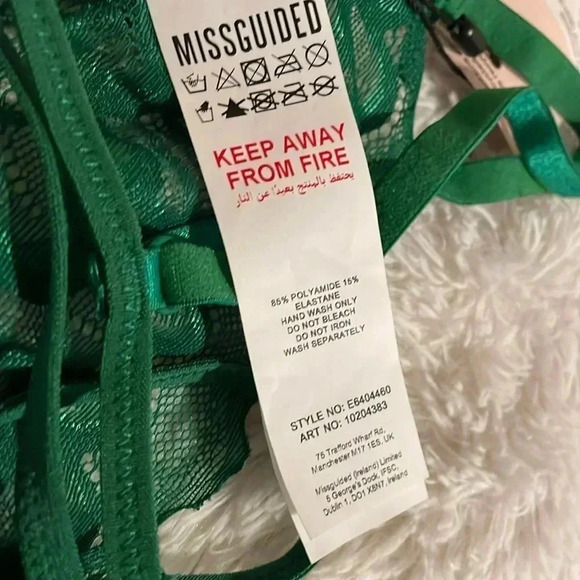 MISSGUIDED
KEEP AWAY
FROM FIRE
يحتفظ بالمنتج بعيدًا عن النار
85% POLYAMIDE 15%
ELASTANE
HAND WASH ONLY
DO NOT BLEACH
DO NOT IRON
WASH SEPARATELY
STYLE NO: E6404460
ART NO: 10204383
75 Trafford Wharf Rd,
Manchester M17 1ES, UK
Missguided (Ireland) Limited
5 George's Dock, IFSC,
Dublin 1, DO1 X8N7, Ireland